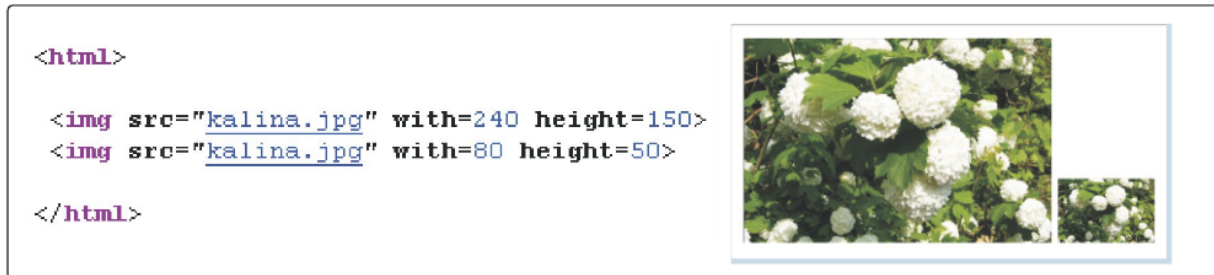 <html>
<img src="kalina.jpg" with=240 height=150>
<img src="kalina.jpg" with=80 height=50>
</html>